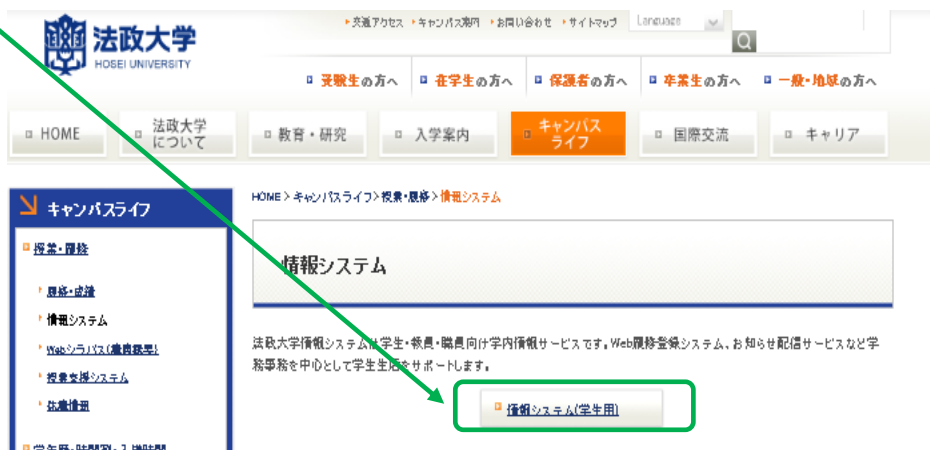 法政大学
HOSEI UNIVERSITY
交通アクセス キャンパス案内 お問い合わせ サイトマップ Language
受験生の方へ 在学生の方へ 保護者の方へ 卒業生の方へ 一般・地域の方へ
HOME 法政大学について 教育・研究 入学案内 キャンパスライフ 国際交流 キャリア
キャンパスライフ
授業・履修
履修・成績
情報システム
Webシラバス(講義概要)
授業支援システム
休講情報
学年暦・時間割・入構時間
HOME > キャンパスライフ > 授業・履修 > 情報システム
情報システム
法政大学情報システムは学生・教員・職員向け学内情報サービスです。Web履修登録システム、お知らせ配信サービスなど学
務事務を中心として学生生活をサポートします。
情報システム(学生用)